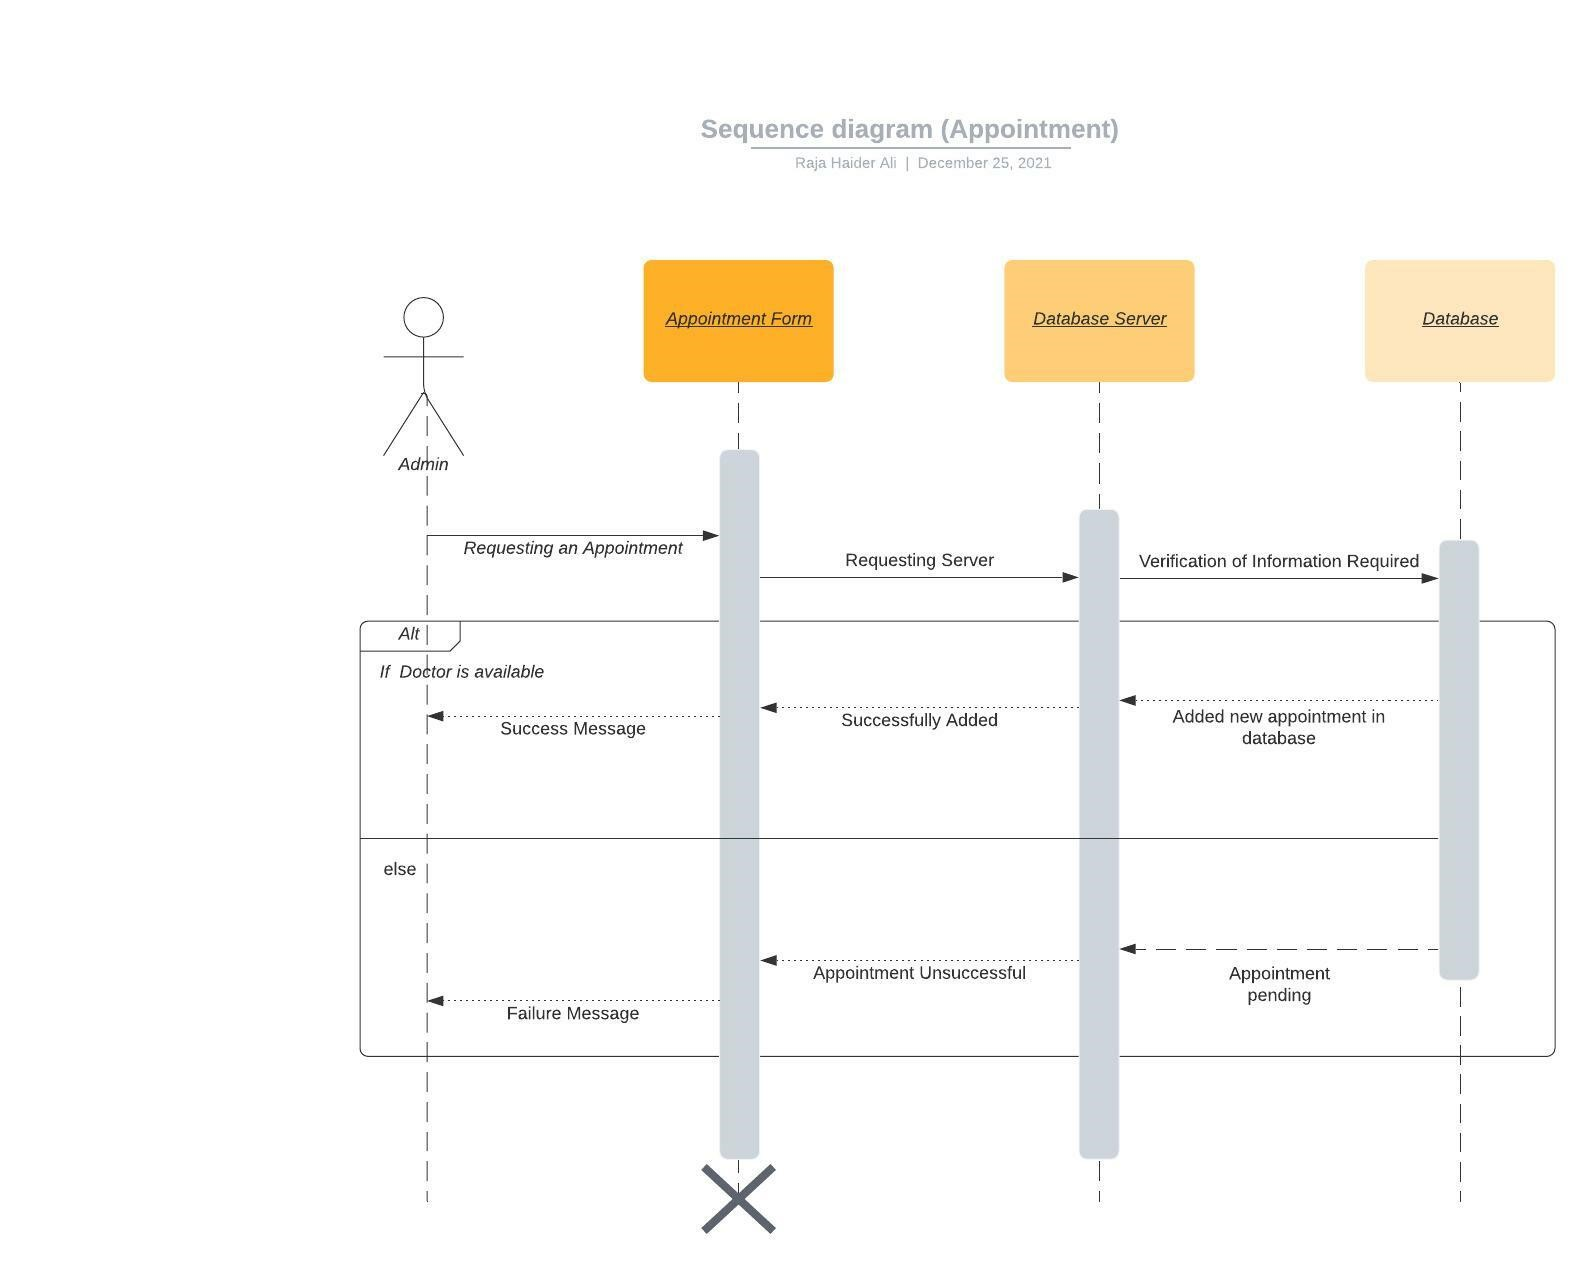 Sequence diagram (Appointment)
Raja Haider Ali | December 25, 2021
Appointment Form
Database Server
Database
Admin
Requesting an Appointment
Requesting Server
Verification of Information Required
Alt
If  Doctor is available
Success Message
Successfully Added
Added new appointment in
database
else
Appointment Unsuccessful
Appointment
pending
Failure Message